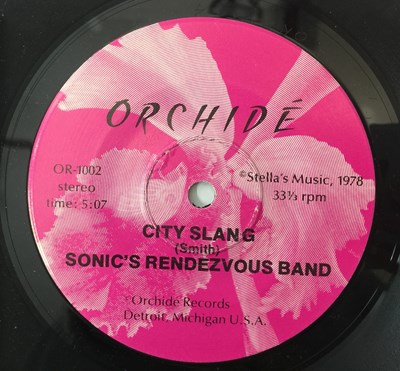 ORCHIDÉ
OR-1002
stereo
time: 5:07
©Stella's Music, 1978
33⅓ rpm
CITY SLANG
(Smith)
SONIC'S RENDEZVOUS BAND
Orchidé Records
Detroit, Michigan U.S.A.